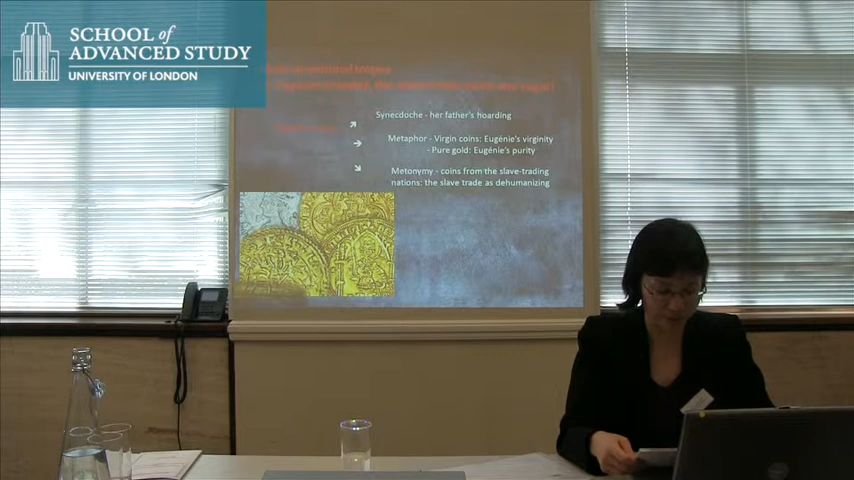 SCHOOL of
ADVANCED STUDY
UNIVERSITY OF LONDON
Synecdoche - her father's hoarding
Metaphor - Virgin coins: Eugénie's virginity
- Pure gold: Eugénie's purity
Metonymy - coins from the slave-trading
nations: the slave trade as dehumanizing